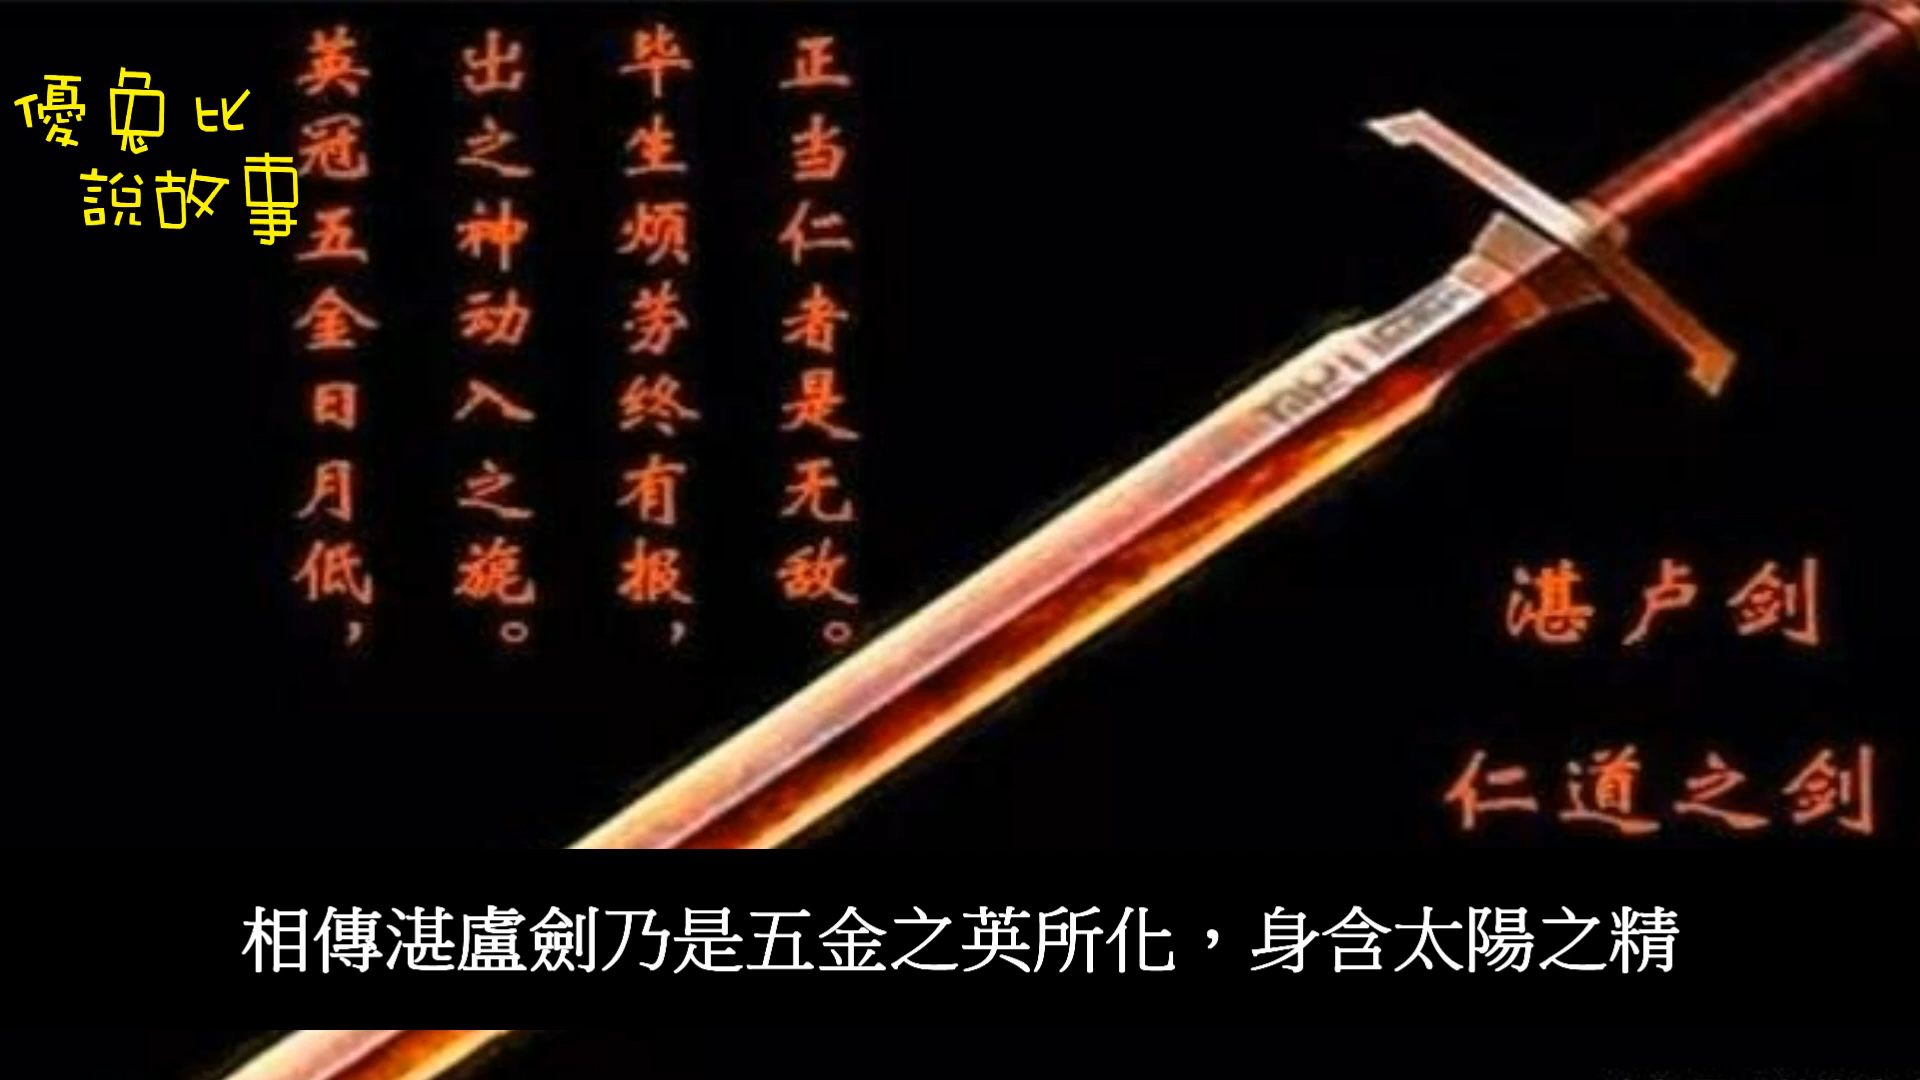 優兔比
說故事
英冠五金日月低，
出之神动入之旎。
毕生烦劳终有报，
正当仁者是无敌。
湛卢剑
仁道之剑
相傳湛盧劍乃是五金之英所化，身含太陽之精